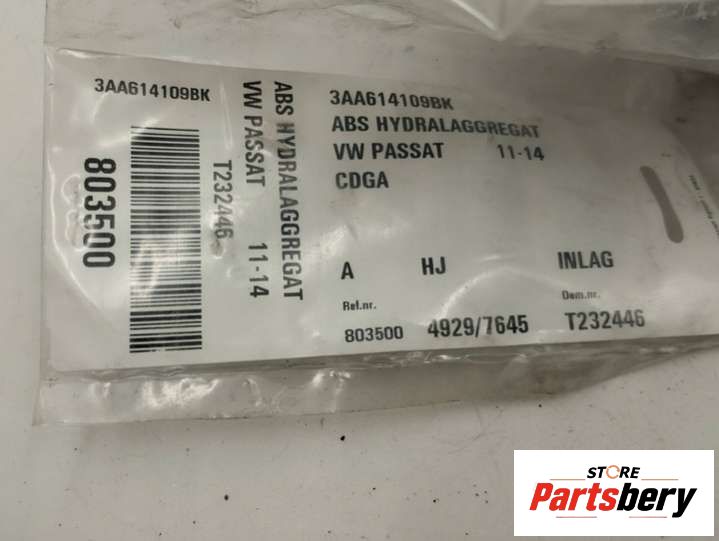 3AA614109BK
803500
T232446
VW PASSAT 11-14
ABS HYDRALAGGREGAT
3AA614109BK
ABS HYDRALAGGREGAT
VW PASSAT 11-14
CDGA
A HJ INLAG
Ref.nr. Dem.nr.
803500 4929/7645 T232446
STORE
Partsbery